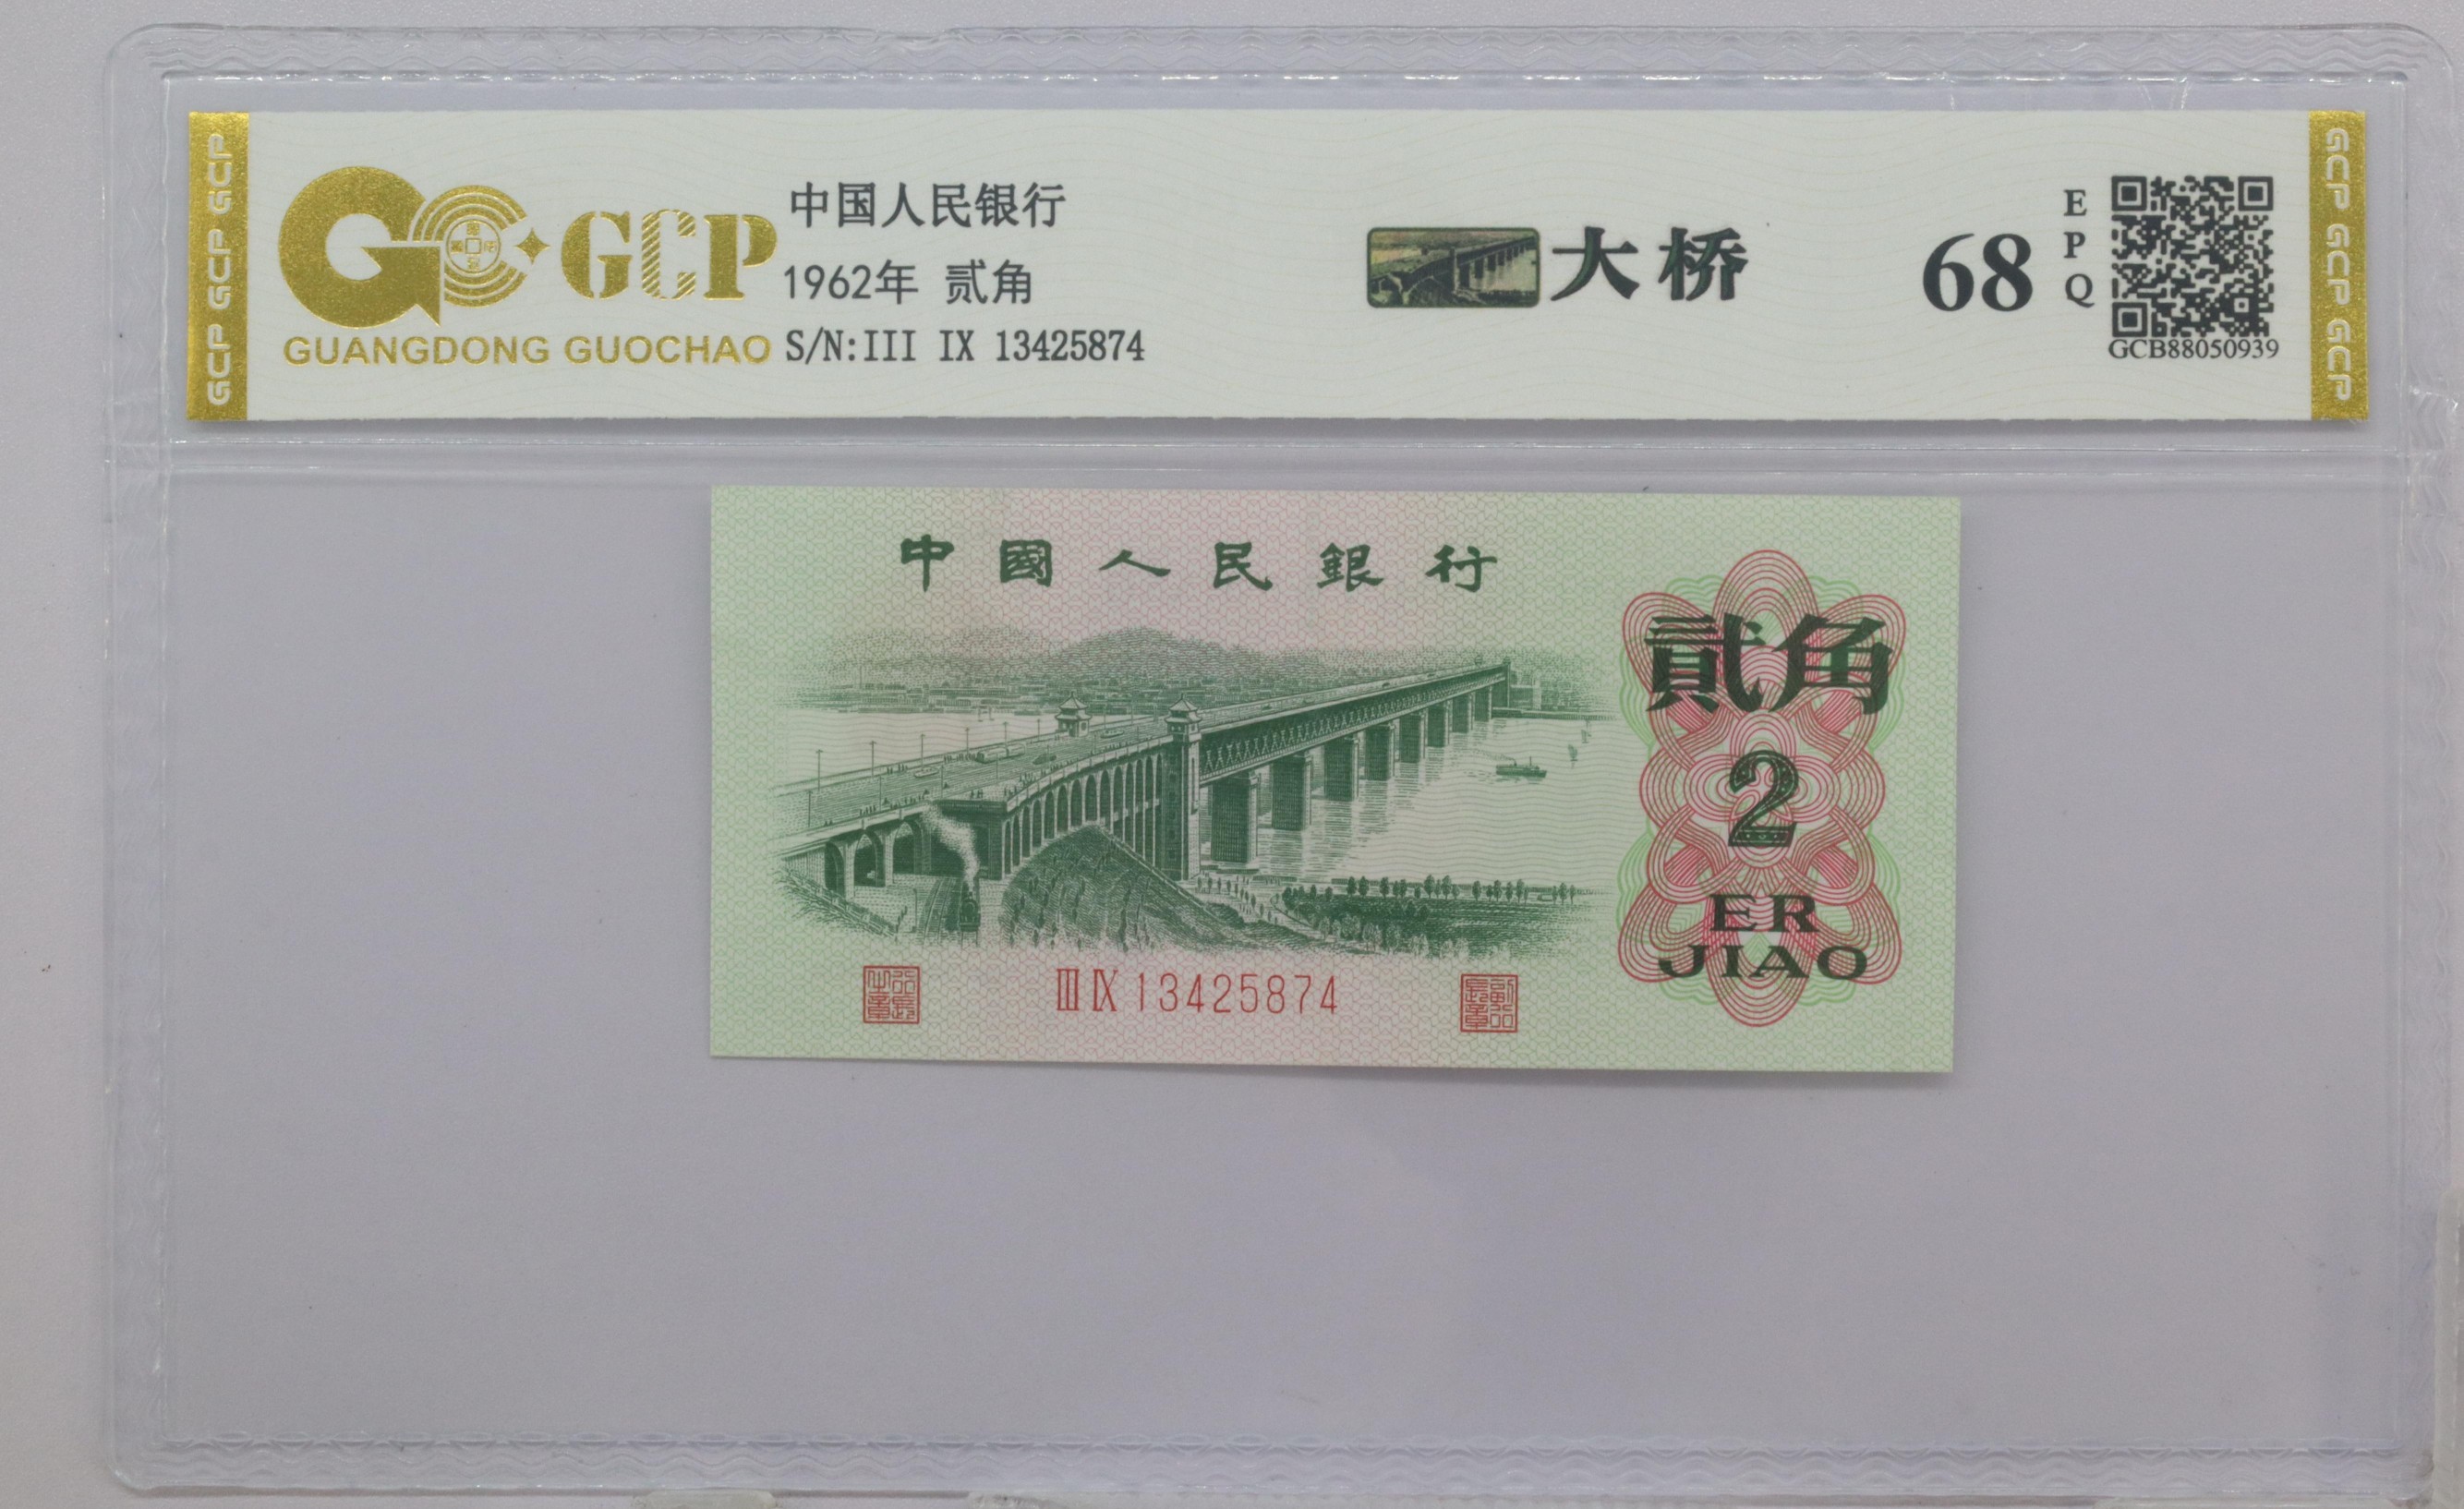 GCP GCP GCP
GCP
GUANGDONG GUOCHAO
中国人民银行
1962年 贰角
S/N:III IX 13425874
大桥
68
EPQ
GCB88050939
GCP GCP GCP
中國人民銀行
貳角
2
ER
JIAO
III IX 13425874